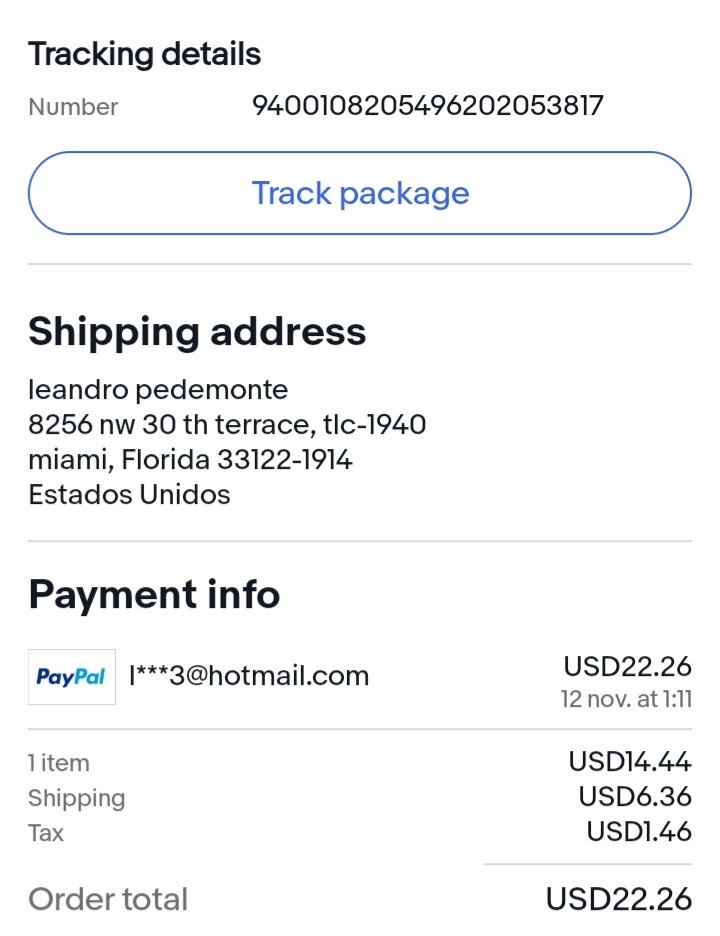 Tracking details
Number 9400108205496202053817
Track package
Shipping address
leandro pedemonte
8256 nw 30 th terrace, tlc-1940
miami, Florida 33122-1914
Estados Unidos
Payment info
PayPal l***3@hotmail.com USD22.26
12 nov. at 1:11
1 item USD14.44
Shipping USD6.36
Tax USD1.46
Order total USD22.26